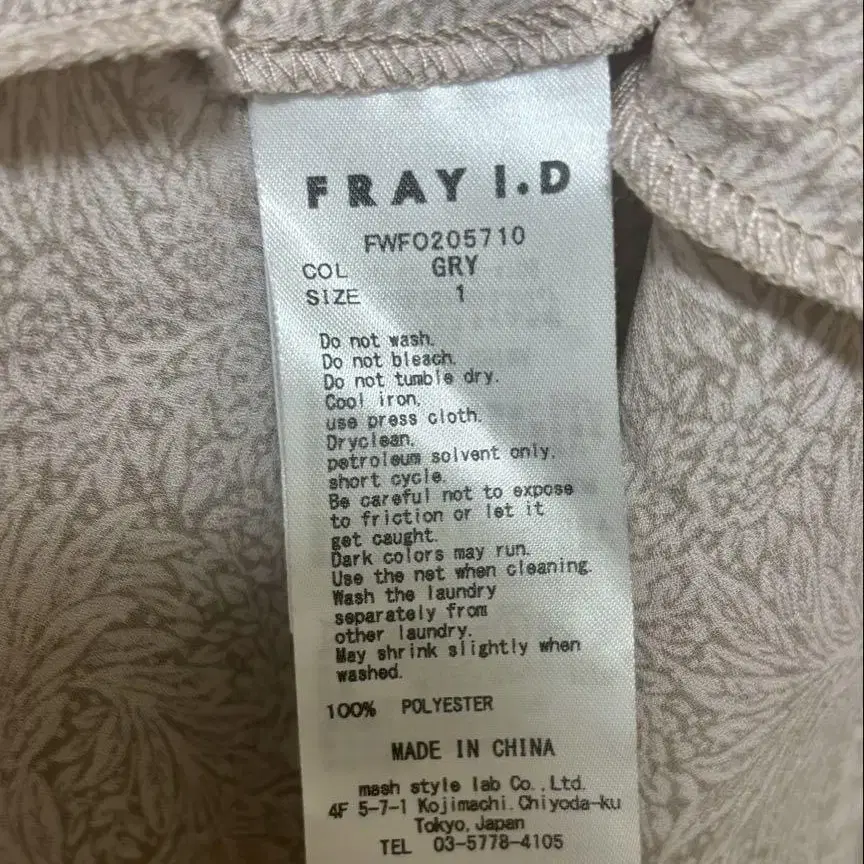 FRAY I.D
FWFO205710
COL GRY
SIZE 1
Do not wash.
Do not bleach.
Do not tumble dry.
Cool iron,
use press cloth.
Dryclean,
petroleum solvent only,
short cycle.
Be careful not to expose
to friction or let it
get caught.
Dark colors may run.
Use the net when cleaning.
Wash the laundry
separately from
other laundry.
May shrink slightly when
washed.
100% POLYESTER
MADE IN CHINA
mash style lab Co.,Ltd.
4F 5-7-1 Kojimachi.Chiyoda-ku
Tokyo.Japan
TEL 03-5778-4105